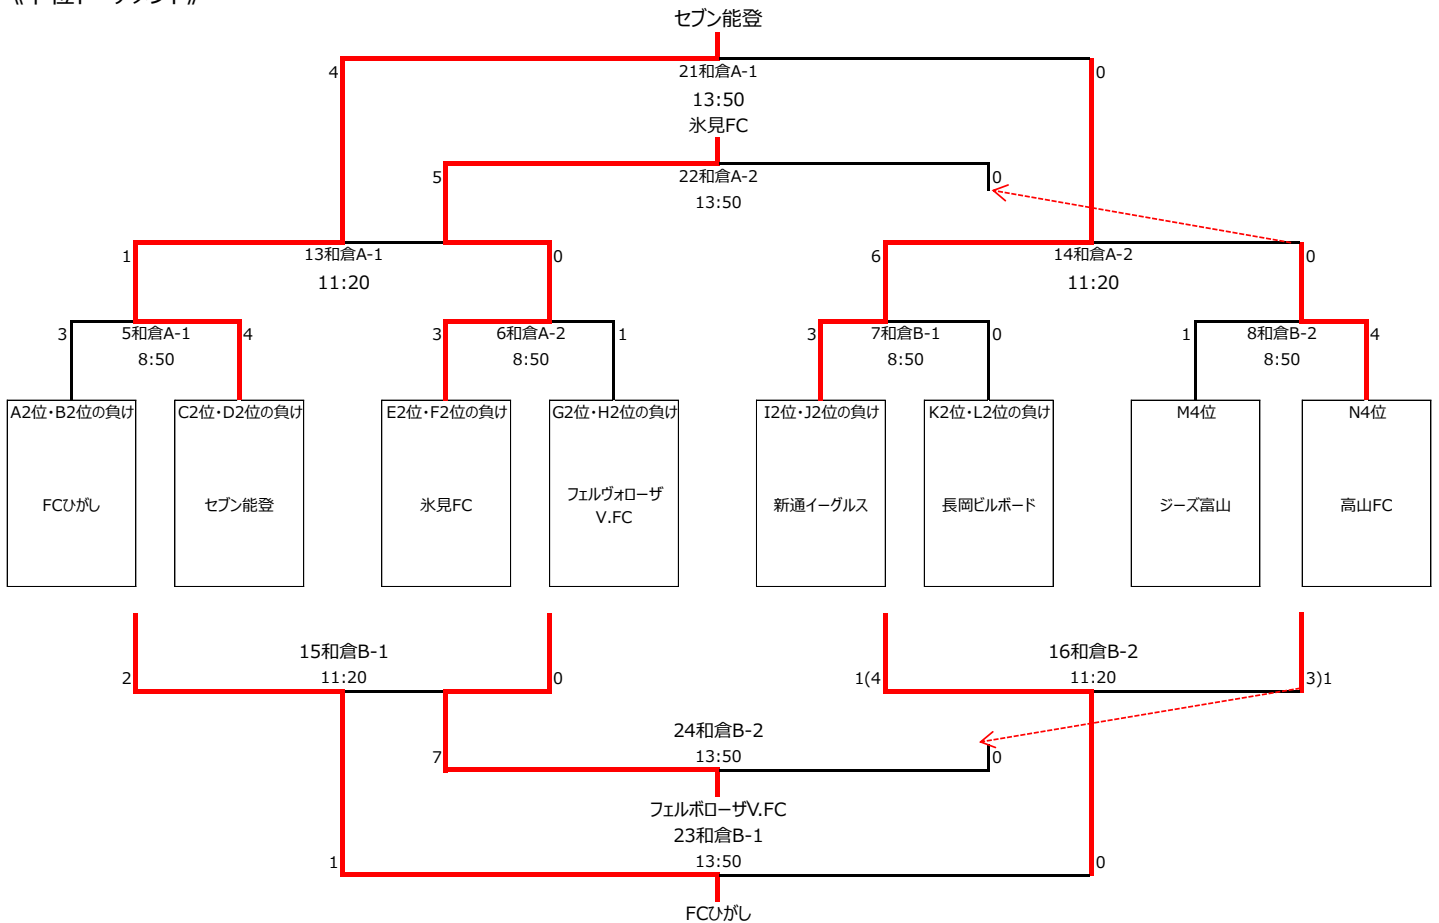 セブン能登
4 0
21和倉A-1
13:50
氷見FC
5 0
22和倉A-2
13:50
1 13和倉A-1 0 6 14和倉A-2 0
11:20 11:20
3 5和倉A-1 4 3 6和倉A-2 1 3 7和倉B-1 0 1 8和倉B-2 4
8:50 8:50 8:50 8:50
A2位・B2位の負け C2位・D2位の負け E2位・F2位の負け G2位・H2位の負け I2位・J2位の負け K2位・L2位の負け M4位 N4位
FCひがし セブン能登 氷見FC フェルヴォローザ
V.FC 新通イーグルス 長岡ビルボード ジーズ富山 高山FC
15和倉B-1 16和倉B-2
2 11:20 0 1(4 11:20 3)1
24和倉B-2
7 13:50 0
フェルボローザV.FC
23和倉B-1
1 13:50 0
FCひがし